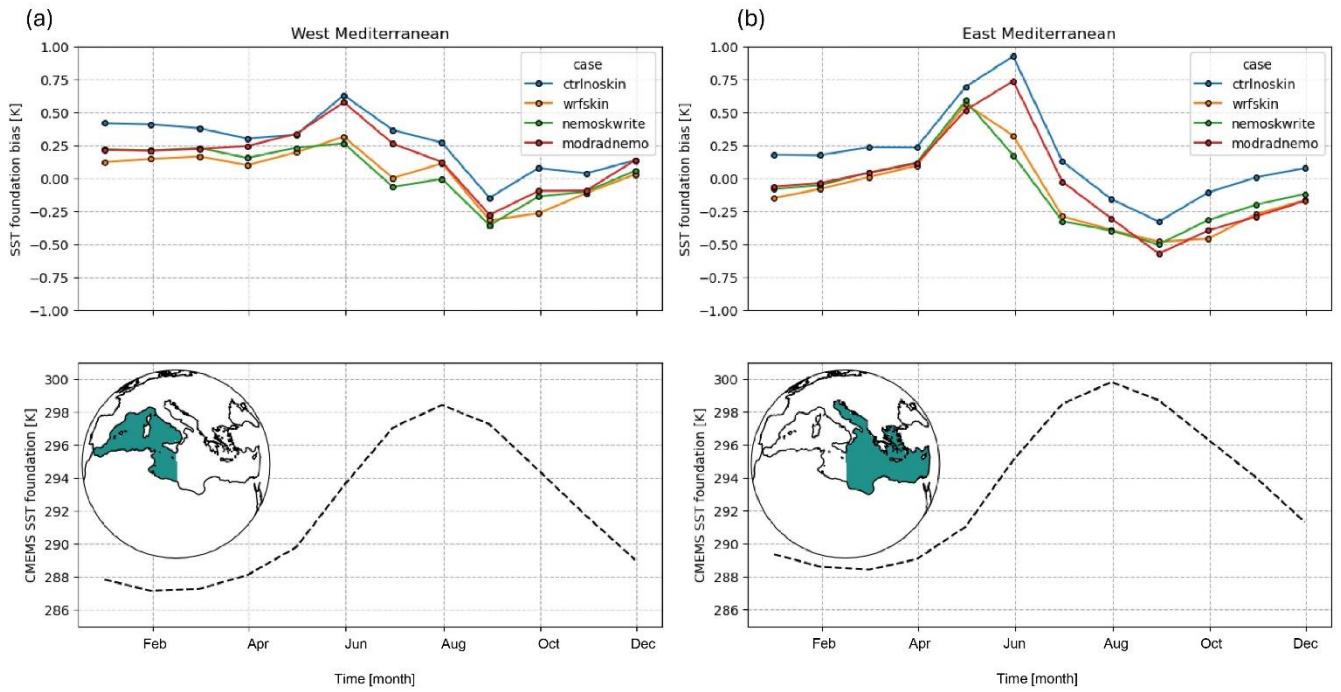 (a)
West Mediterranean
SST foundation bias [K]
1.00
0.75
0.50
0.25
0.00
−0.25
−0.50
−0.75
−1.00
case
ctrlnoskin
wrfskin
nemoskwrite
modradnemo
CMEMS SST foundation [K]
300
298
296
294
292
290
288
286
Feb
Apr
Jun
Aug
Oct
Dec
Time [month]
(b)
East Mediterranean
SST foundation bias [K]
1.00
0.75
0.50
0.25
0.00
−0.25
−0.50
−0.75
−1.00
case
ctrlnoskin
wrfskin
nemoskwrite
modradnemo
CMEMS SST foundation [K]
300
298
296
294
292
290
288
286
Feb
Apr
Jun
Aug
Oct
Dec
Time [month]